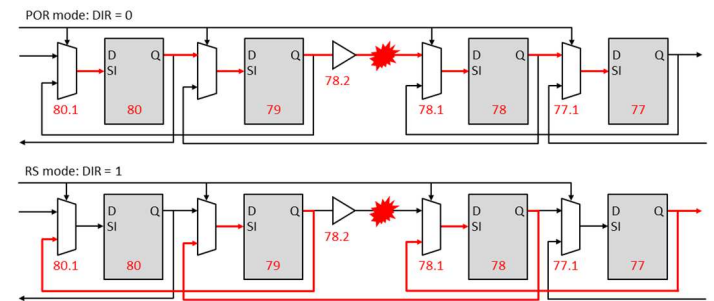 POR mode: DIR = 0
D Q D Q D Q D Q
SI SI SI SI
78.2
80.1 80 79 78.1 78 77.1 77
RS mode: DIR = 1
D Q D Q D Q D Q
SI SI SI SI
78.2
80.1 80 79 78.1 78 77.1 77